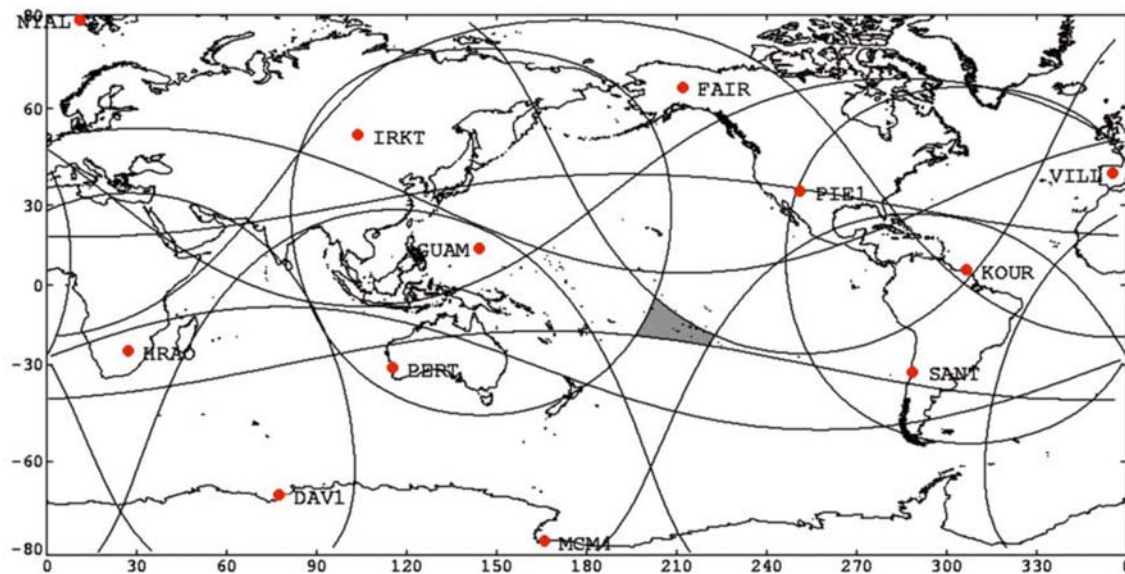 80
NYAL
FAIR
60
IRKT
VILL
PIE1
30
GUAM
KOUR
0
HRAO
PERT
SANT
-30
-60
DAV1
MCM4
-80
0 30 60 90 120 150 180 210 240 270 300 330